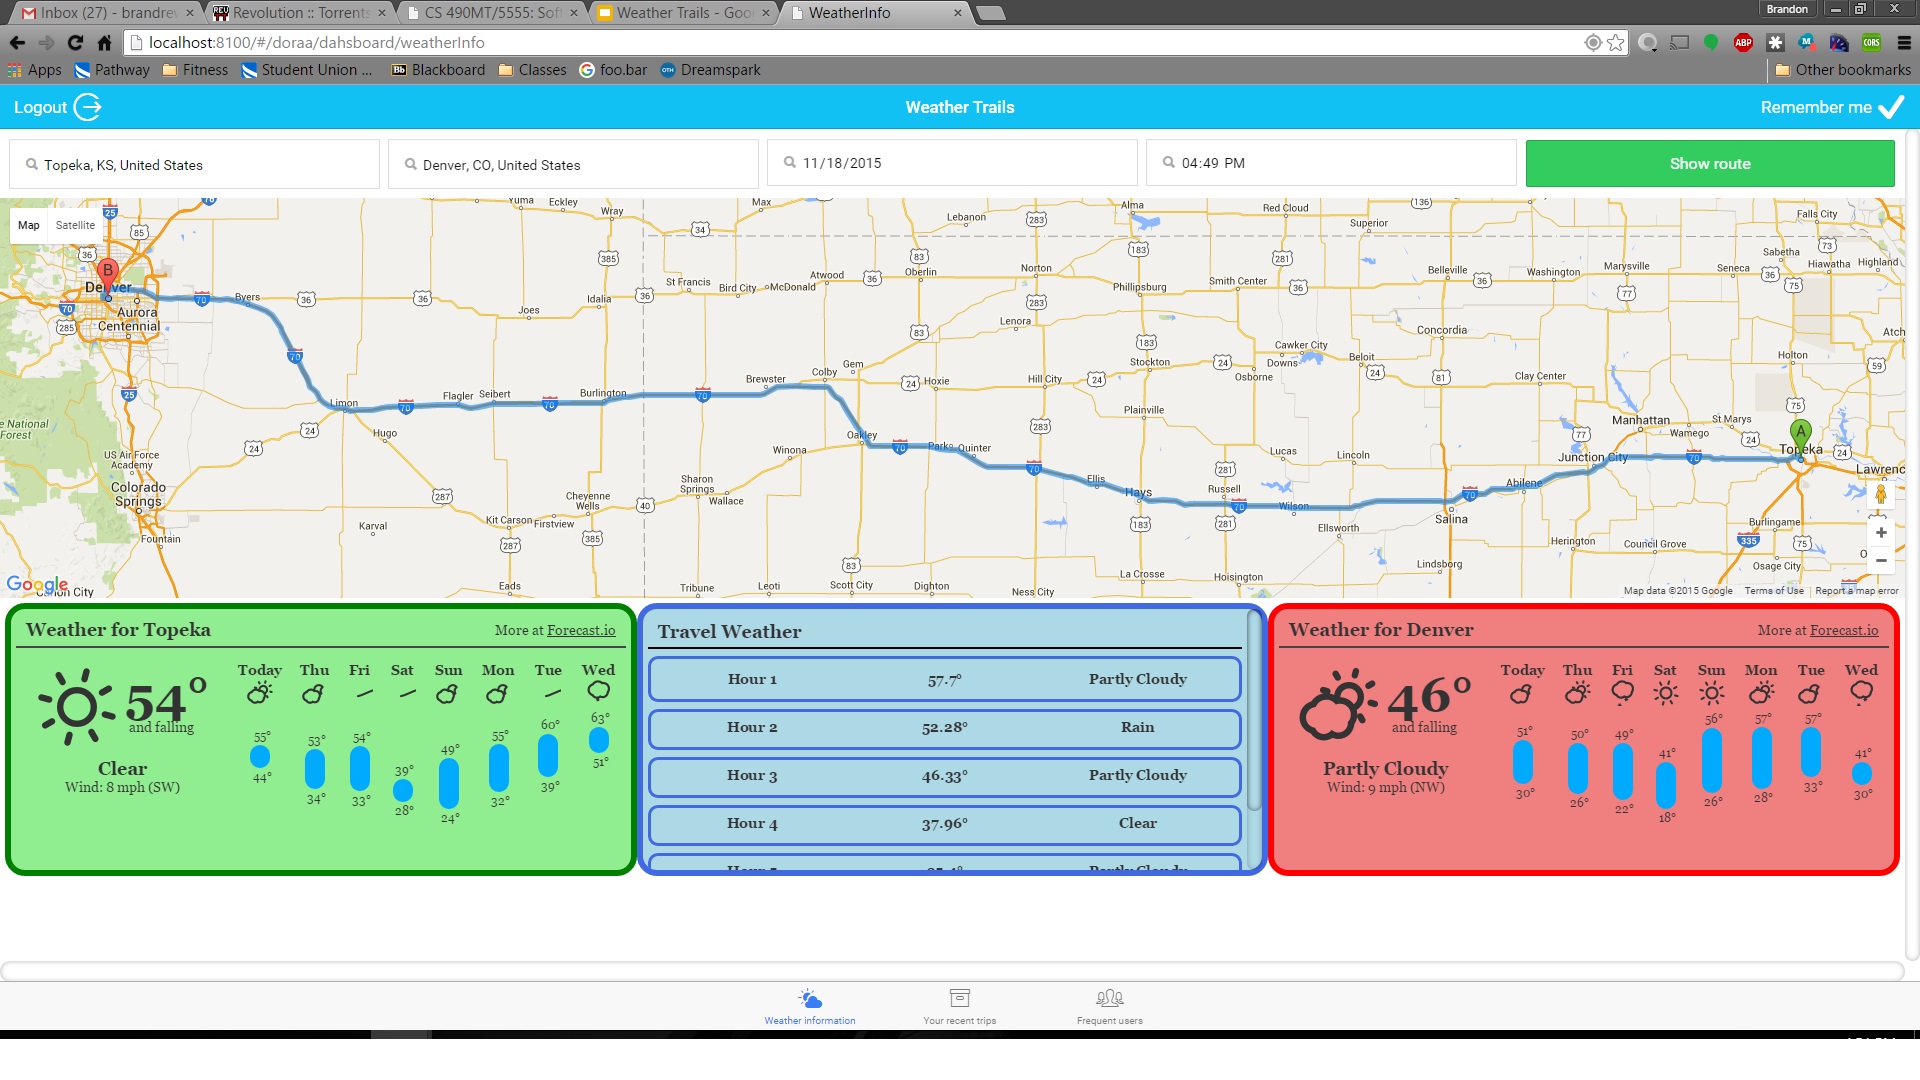 Inbox (27) - brandrew
Revolution :: Torrents
CS 490MT/5555: Sof
Weather Trails - Goo
WeatherInfo
Brandon
localhost:8100/#/doraa/dahsboard/weatherInfo
ABP
CORS
Apps Pathway Fitness Student Union ... Blackboard Classes foo.bar Dreamspark Other bookmarks
Logout Weather Trails Remember me
Topeka, KS, United States Denver, CO, United States 11/18/2015 04:49 PM Show route
Map Satellite
Yuma Eckley Wray Max Lebanon Alma Red Cloud Superior Falls City
Sabetha Hiawatha Highland
St Francis Bird City McDonald Atwood Oberlin Norton Phillipsburg Smith Center Belleville Washington Marysville Seneca
B
Denver Byers Idalia Joes
Aurora
Centennial
Lenora Concordia Atch
Stockton Cawker City Downs Osborne Beloit Holton
Brewster Colby Gem Hoxie Hill City Clay Center
Limon Flagler Seibert Burlington Plainville Manhattan St Marys Wamego
Hugo Oakley Park Quinter A Topeka
e National
Forest
US Air Force
Academy
Winona Lucas Lincoln Junction City Lawrenc
Colorado
Springs
Cheyenne
Wells
Sharon
Springs
Wallace Ellis Hays Russell Wilson Abilene Salina
Karval Kit Carson Firstview Ellsworth Burlingame
Fountain Herington Council Grove
Lindsborg Osage City
Google
Cañon City Eads Tribune Leoti Scott City Dighton Ness City La Crosse Hoisington
Map data ©2015 Google Terms of Use Report a map error
Weather for Topeka More at Forecast.io
54°
and falling
Clear
Wind: 8 mph (SW)
Today Thu Fri Sat Sun Mon Tue Wed
55° 53° 54° 39° 49° 55° 60° 63°
44° 34° 33° 28° 24° 32° 39° 51°
Travel Weather
Hour 1 57.7° Partly Cloudy
Hour 2 52.28° Rain
Hour 3 46.33° Partly Cloudy
Hour 4 37.96° Clear
Weather for Denver More at Forecast.io
46°
and falling
Partly Cloudy
Wind: 9 mph (NW)
Today Thu Fri Sat Sun Mon Tue Wed
51° 50° 49° 41° 56° 57° 57° 41°
30° 26° 22° 18° 26° 28° 33° 30°
Weather information Your recent trips Frequent users